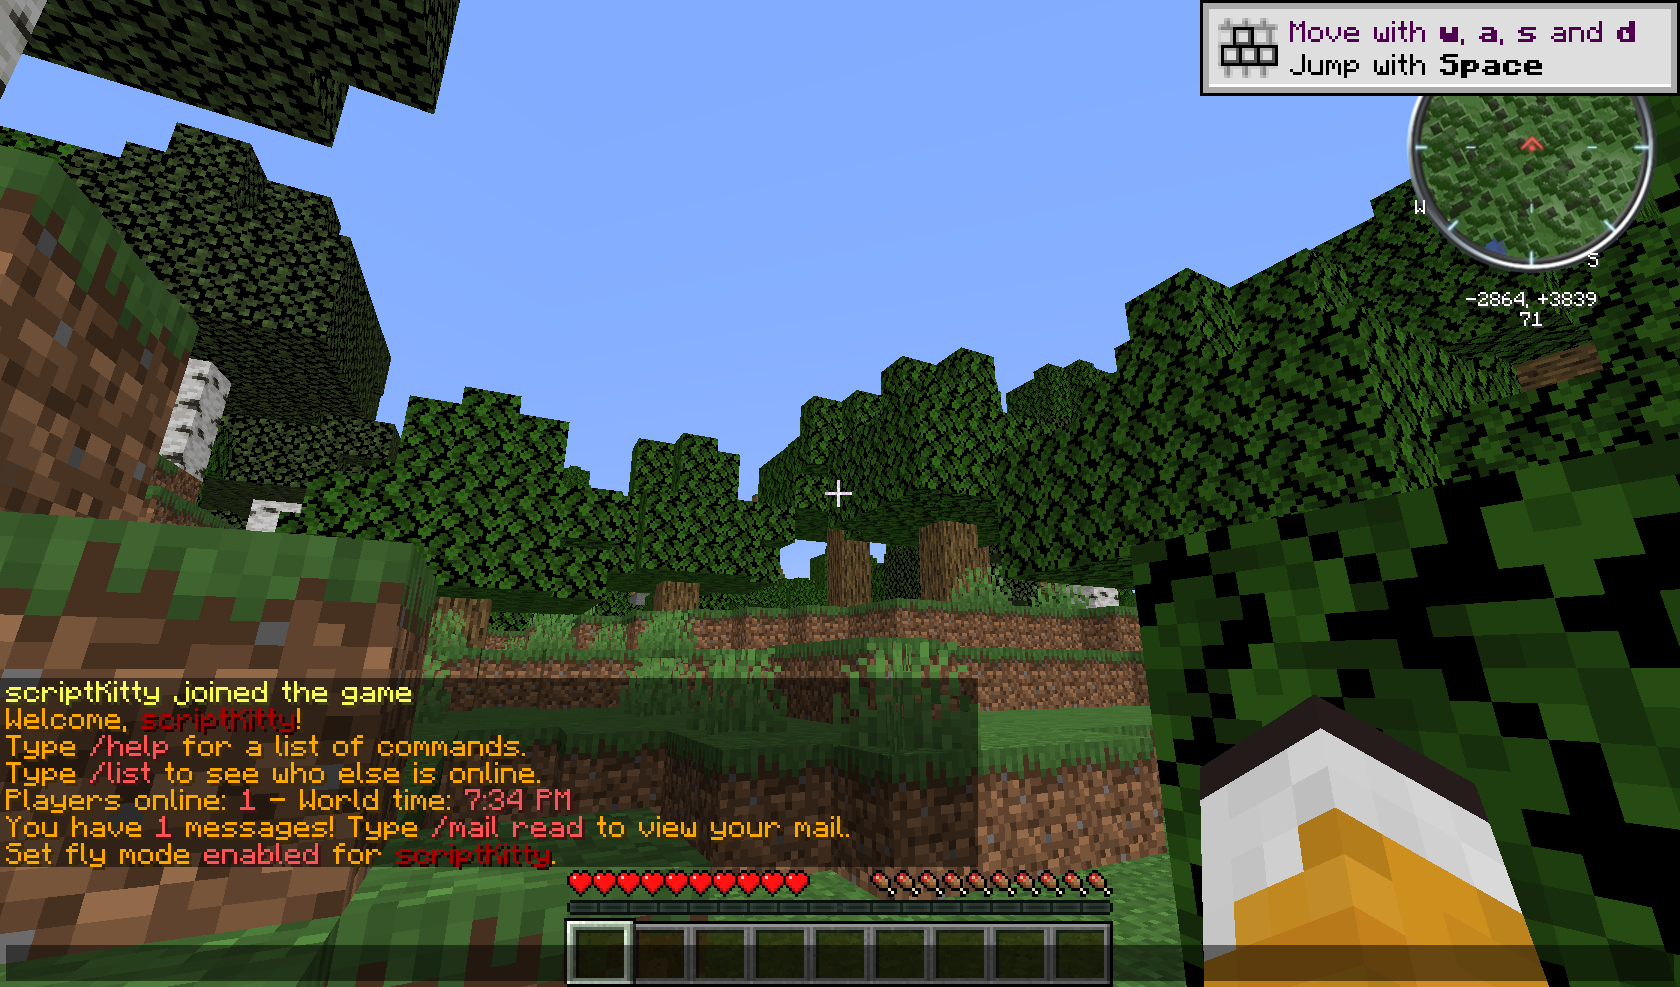 Move with w, a, s and d
Jump with Space
W
S
-2864, +3839
71
scriptKitty joined the game
Welcome, scriptKitty!
Type /help for a list of commands.
Type /list to see who else is online.
Players online: 1 - World time: 7:34 PM
You have 1 messages! Type /mail read to view your mail.
Set fly mode enabled for scriptKitty.